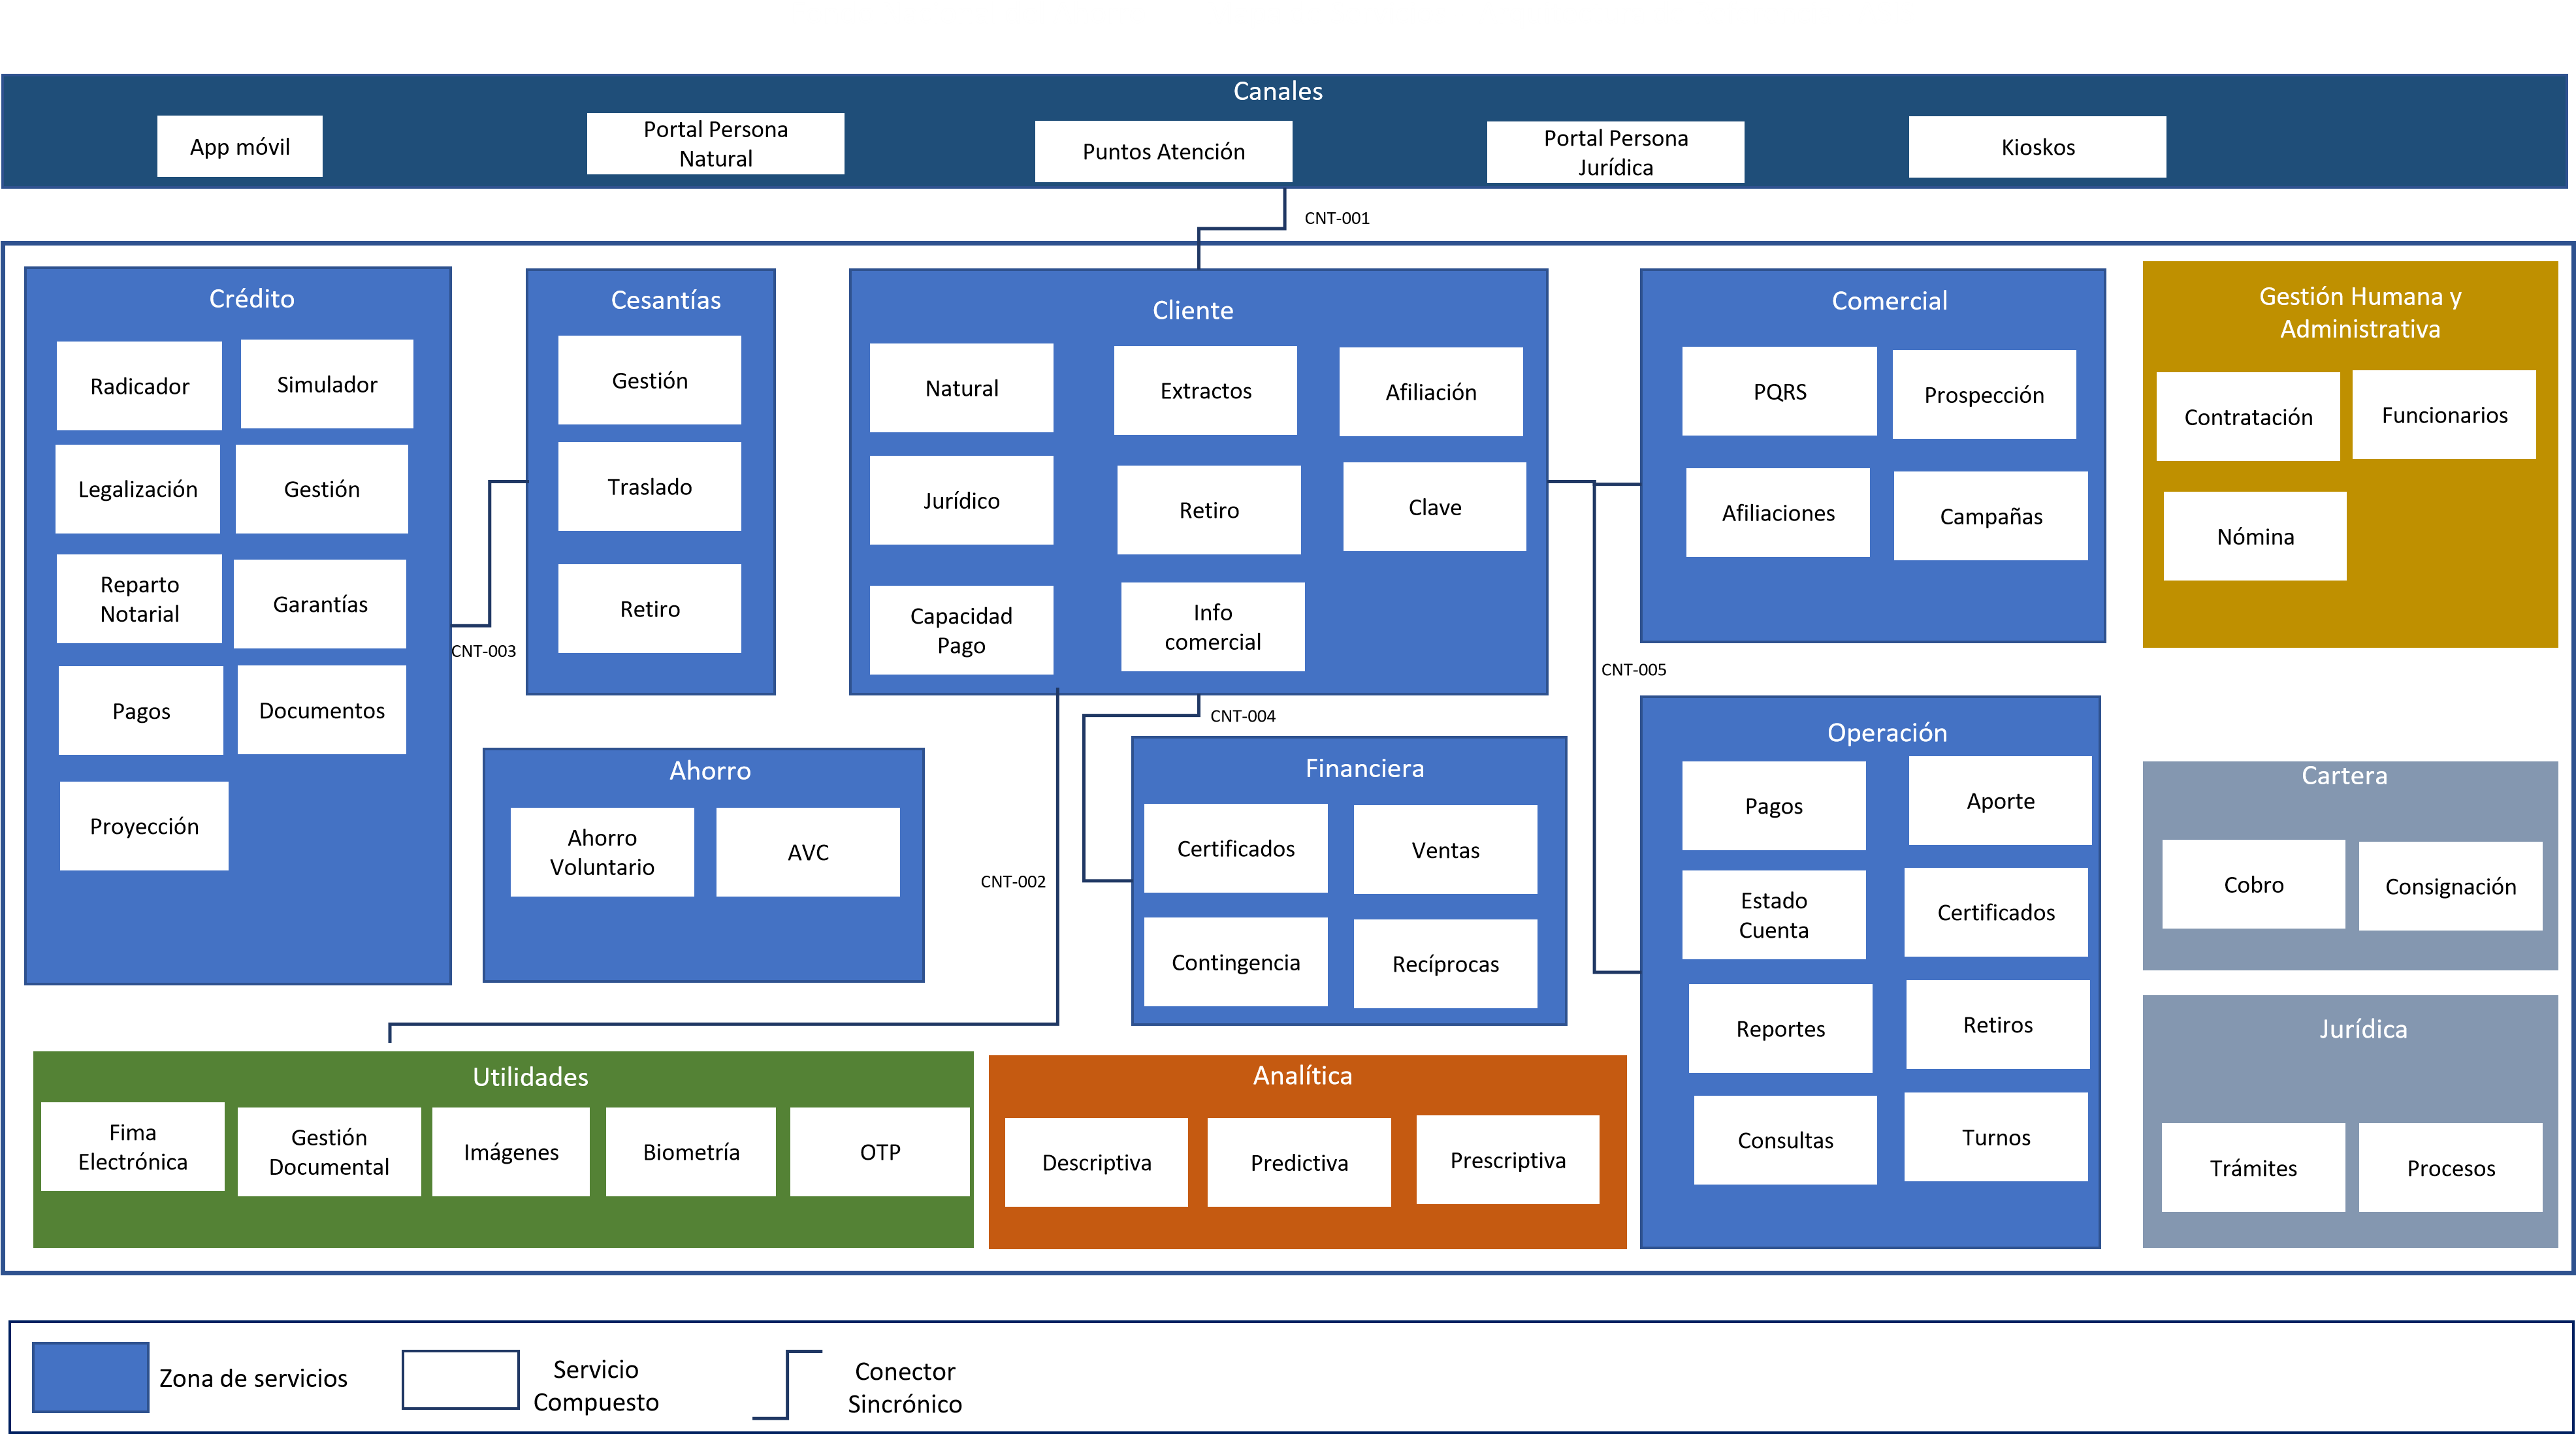 Canales
App móvil
Portal Persona
Natural
Puntos Atención
Portal Persona
Jurídica
Kioskos
CNT-001
Crédito
Radicador
Simulador
Legalización
Gestión
Reparto
Notarial
Garantías
Pagos
Documentos
Proyección
CNT-003
Cesantías
Gestión
Traslado
Retiro
Cliente
Natural
Extractos
Afiliación
Jurídico
Retiro
Clave
Capacidad
Pago
Info
comercial
Comercial
PQRS
Prospección
Afiliaciones
Campañas
Gestión Humana y
Administrativa
Contratación
Funcionarios
Nómina
CNT-005
CNT-004
CNT-002
Ahorro
Ahorro
Voluntario
AVC
Financiera
Certificados
Ventas
Contingencia
Recíprocas
Operación
Pagos
Aporte
Estado
Cuenta
Certificados
Reportes
Retiros
Consultas
Turnos
Cartera
Cobro
Consignación
Jurídica
Trámites
Procesos
Utilidades
Fima
Electrónica
Gestión
Documental
Imágenes
Biometría
OTP
Analítica
Descriptiva
Predictiva
Prescriptiva
Zona de servicios
Servicio
Compuesto
Conector
Sincrónico